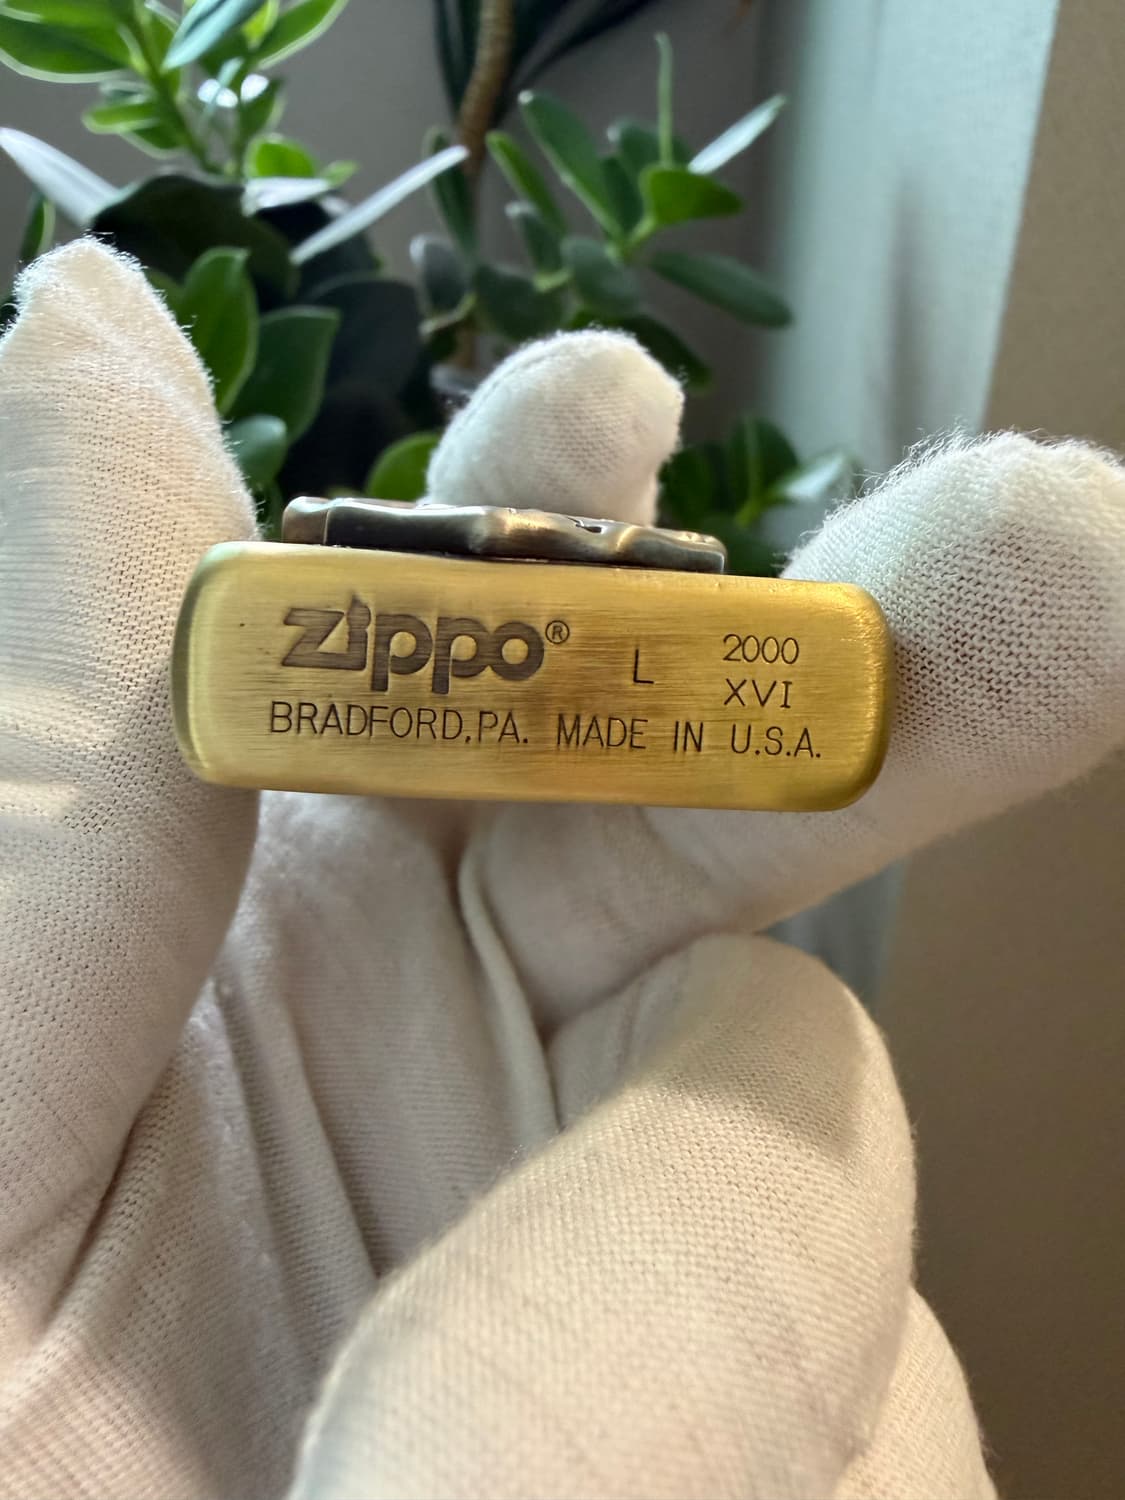 zippo® L 2000
XVI
BRADFORD,PA. MADE IN U.S.A.